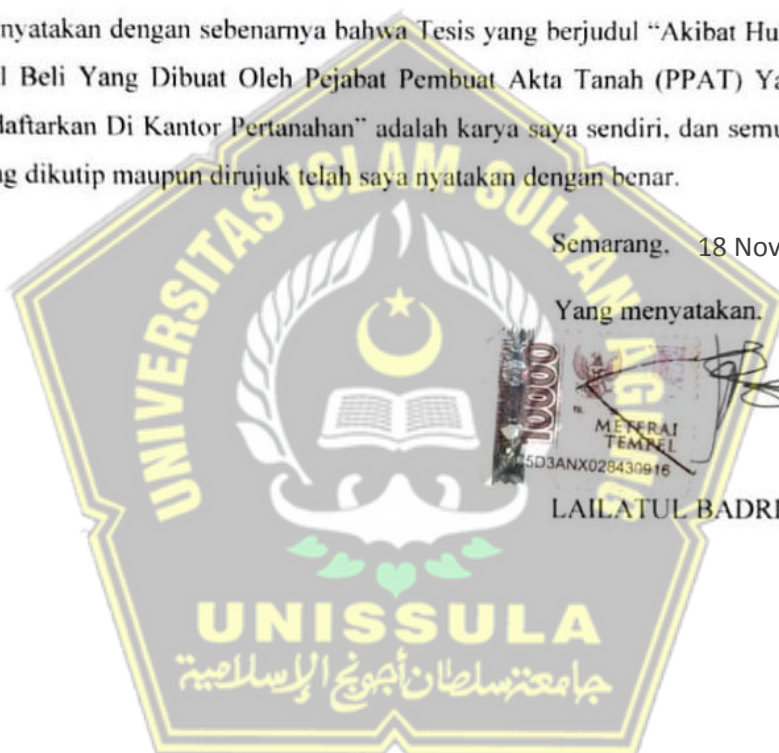 nyatakan dengan sebenarnya bahwa Tesis yang berjudul “Akibat Hu
l Beli Yang Dibuat Oleh Pejabat Pembuat Akta Tanah (PPAT) Ya
daftarkan Di Kantor Pertanahan” adalah karya saya sendiri, dan semu
ng dikutip maupun dirujuk telah saya nyatakan dengan benar.
Semarang, 18 Nov
Yang menyatakan,
10000
METERAI
TEMPEL
5D3ANX028430916
LAILATUL BADRI
UNIVERSITAS ISLAM SULTAN AGUNG
UNISSULA
جامعة سلطان أجونج الإسلامية